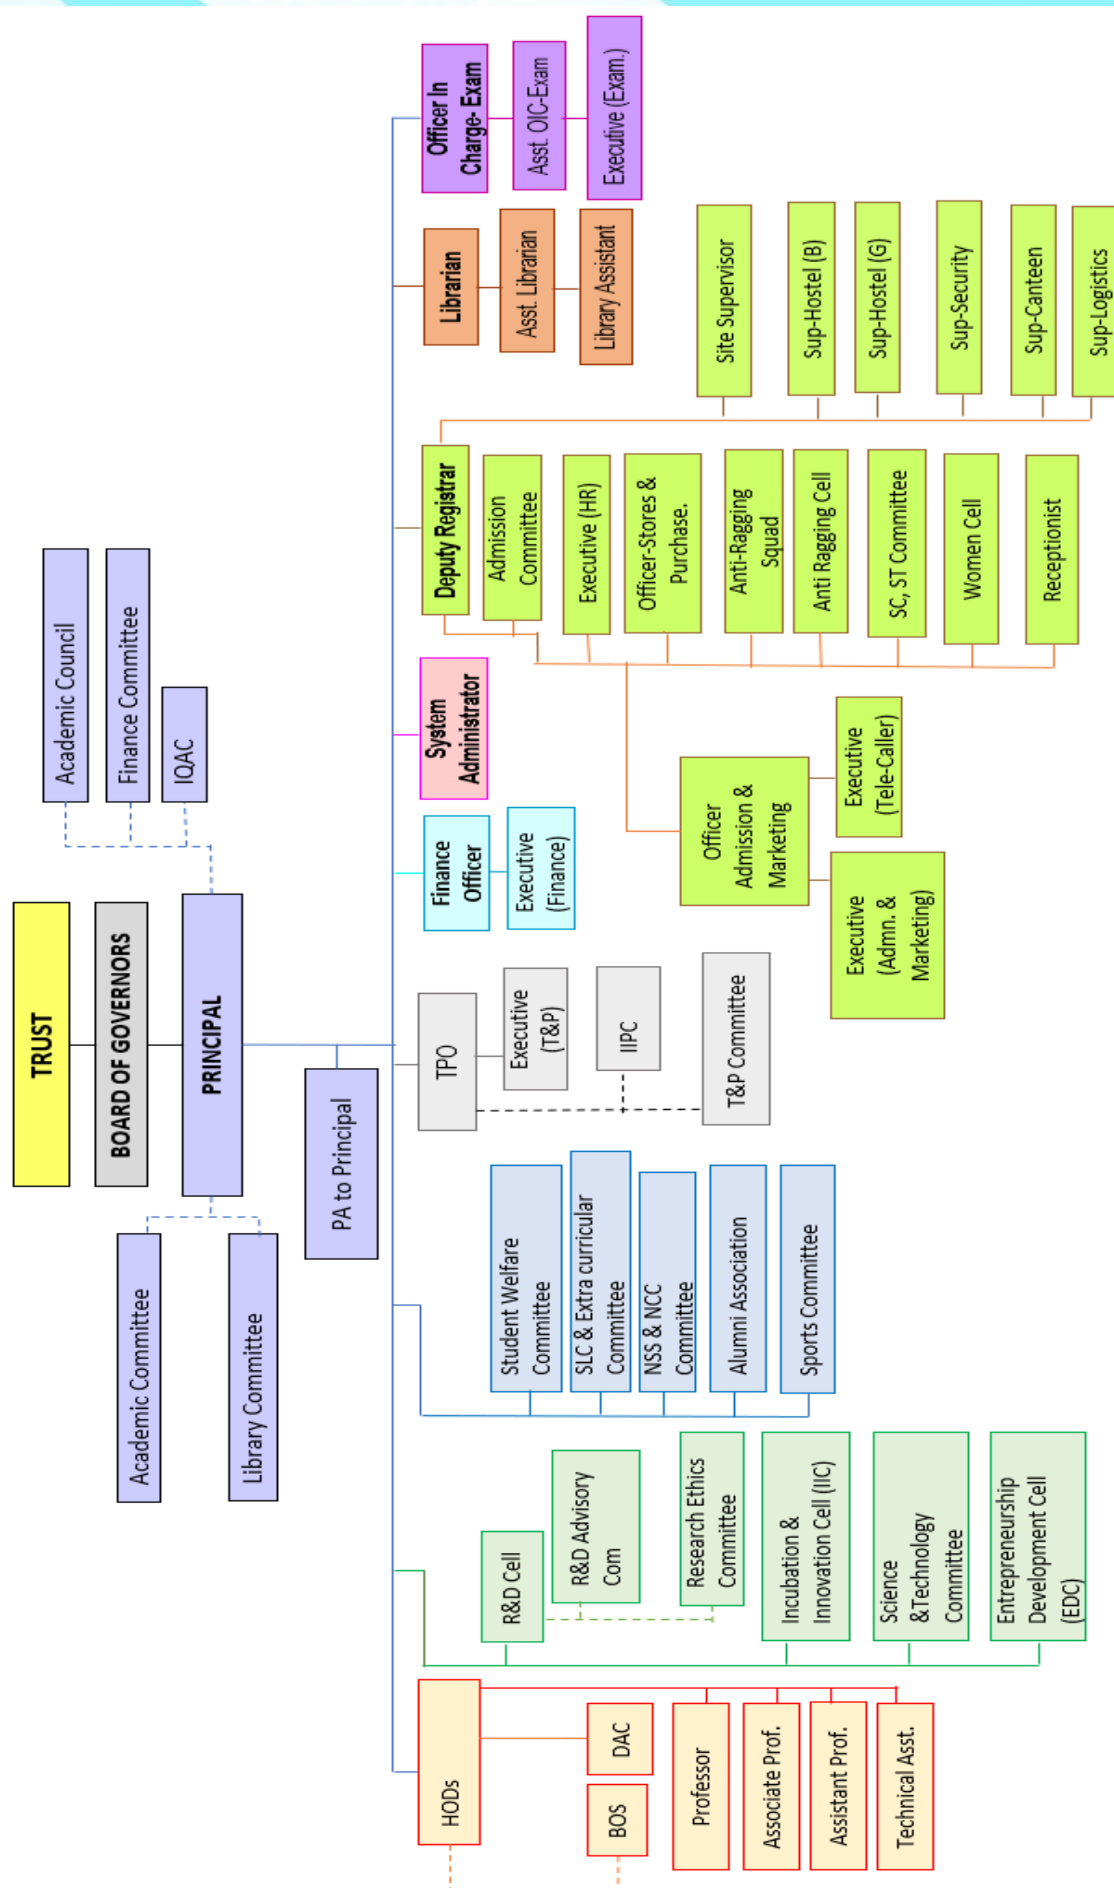 TRUST
BOARD OF GOVERNORS
PRINCIPAL
Academic Council
Finance Committee
IQAC
Academic Committee
Library Committee
PA to Principal
HODs
BOS
DAC
Professor
Associate Prof.
Assistant Prof.
Technical Asst.
R&D Cell
R&D Advisory
Com
Research Ethics
Committee
Incubation &
Innovation Cell (IIC)
Science
&Technology
Committee
Entrepreneurship
Development Cell
(EDC)
Student Welfare
Committee
SLC & Extra curricular
Committee
NSS & NCC
Committee
Alumni Association
Sports Committee
TPO
Executive
(T&P)
IIPC
T&P Committee
Finance
Officer
Executive
(Finance)
System
Administrator
Deputy Registrar
Admission
Committee
Executive (HR)
Officer-Stores &
Purchase.
Anti-Ragging
Squad
Anti Ragging Cell
SC, ST Committee
Women Cell
Receptionist
Officer
Admission &
Marketing
Executive
(Admn. &
Marketing)
Executive
(Tele-Caller)
Site Supervisor
Sup-Hostel (B)
Sup-Hostel (G)
Sup-Security
Sup-Canteen
Sup-Logistics
Librarian
Asst. Librarian
Library Assistant
Officer In
Charge- Exam
Asst. OIC-Exam
Executive (Exam.)